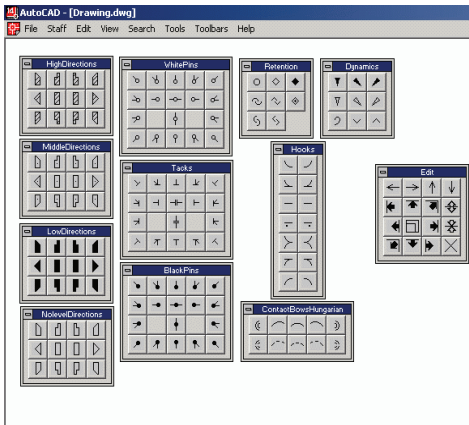 AutoCAD - [Drawing.dwg]
File Staff Edit View Search Tools Toolbars Help
HighDirections
WhitePins
Retention
Dynamics
MiddleDirections
Hooks
Tacks
Edit
LowDirections
BlackPins
NolevelDirections
ContactBowsHungarian